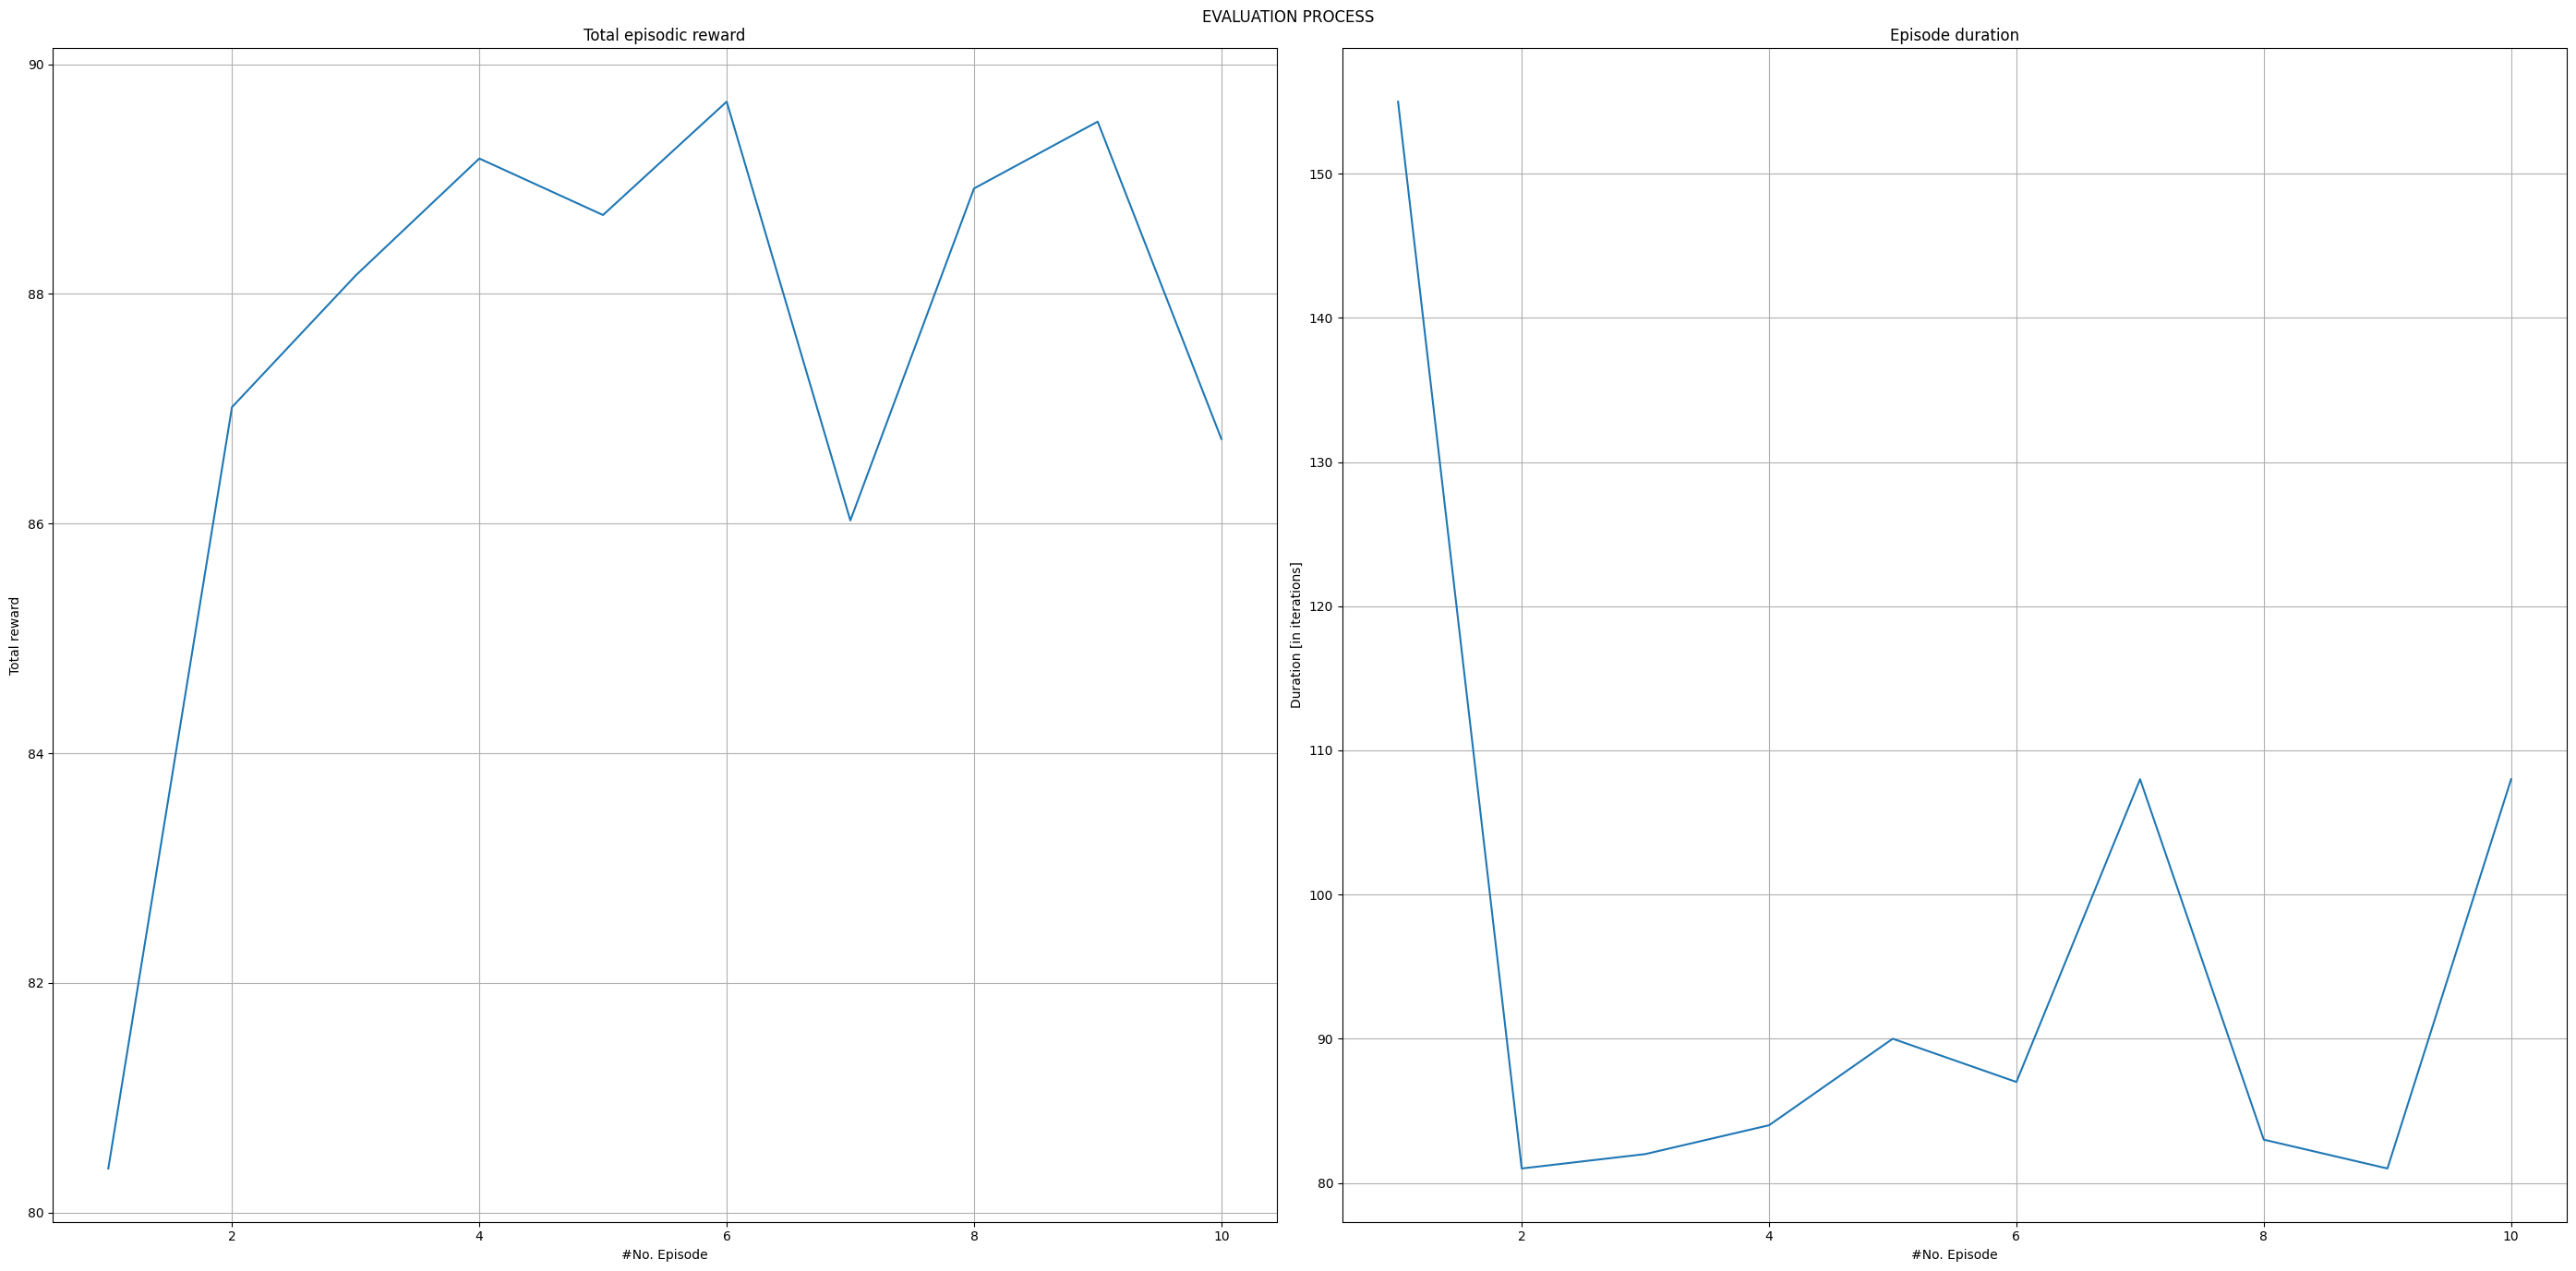 EVALUATION PROCESS
Total episodic reward
90
88
86
84
82
80
Total reward
2 4 6 8 10
#No. Episode
Episode duration
150
140
130
120
110
100
90
80
Duration [in iterations]
2 4 6 8 10
#No. Episode